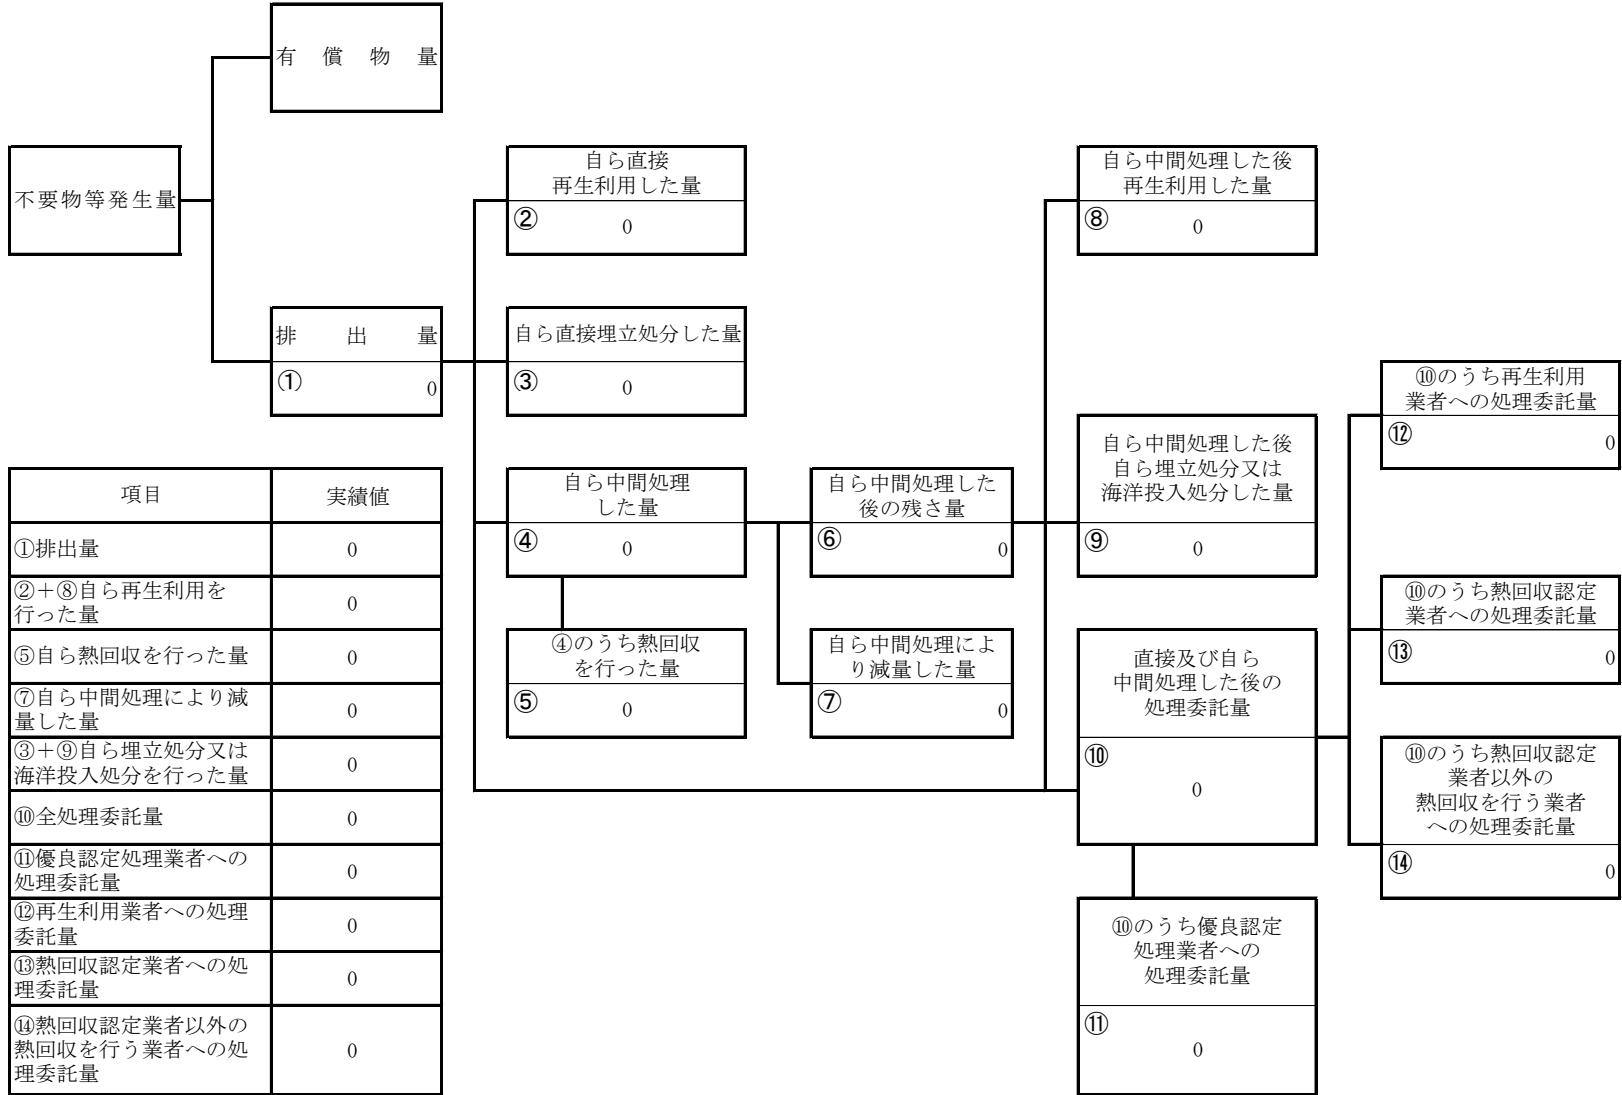 有償物量
不要物等発生量
自ら直接
再生利用した量
②
0
自ら中間処理した後
再生利用した量
⑧
0
排出量
①
0
自ら直接埋立処分した量
③
0
⑩のうち再生利用
業者への処理委託量
⑫
0
自ら中間処理
した量
④
0
自ら中間処理した
後の残さ量
⑥
0
自ら中間処理した後
自ら埋立処分又は
海洋投入処分した量
⑨
0
⑩のうち熱回収認定
業者への処理委託量
⑬
0
④のうち熱回収
を行った量
⑤
0
自ら中間処理によ
り減量した量
⑦
0
直接及び自ら
中間処理した後の
処理委託量
⑩
0
⑩のうち熱回収認定
業者以外の
熱回収を行う業者
への処理委託量
⑭
0
⑩のうち優良認定
処理業者への
処理委託量
⑪
0
項目 実績値
①排出量 0
②＋⑧自ら再生利用を
行った量
0
⑤自ら熱回収を行った量 0
⑦自ら中間処理により減
量した量
0
③＋⑨自ら埋立処分又は
海洋投入処分を行った量
0
⑩全処理委託量 0
⑪優良認定処理業者への
処理委託量
0
⑫再生利用業者への処理
委託量
0
⑬熱回収認定業者への処
理委託量
0
⑭熱回収認定業者以外の
熱回収を行う業者への処
理委託量
0